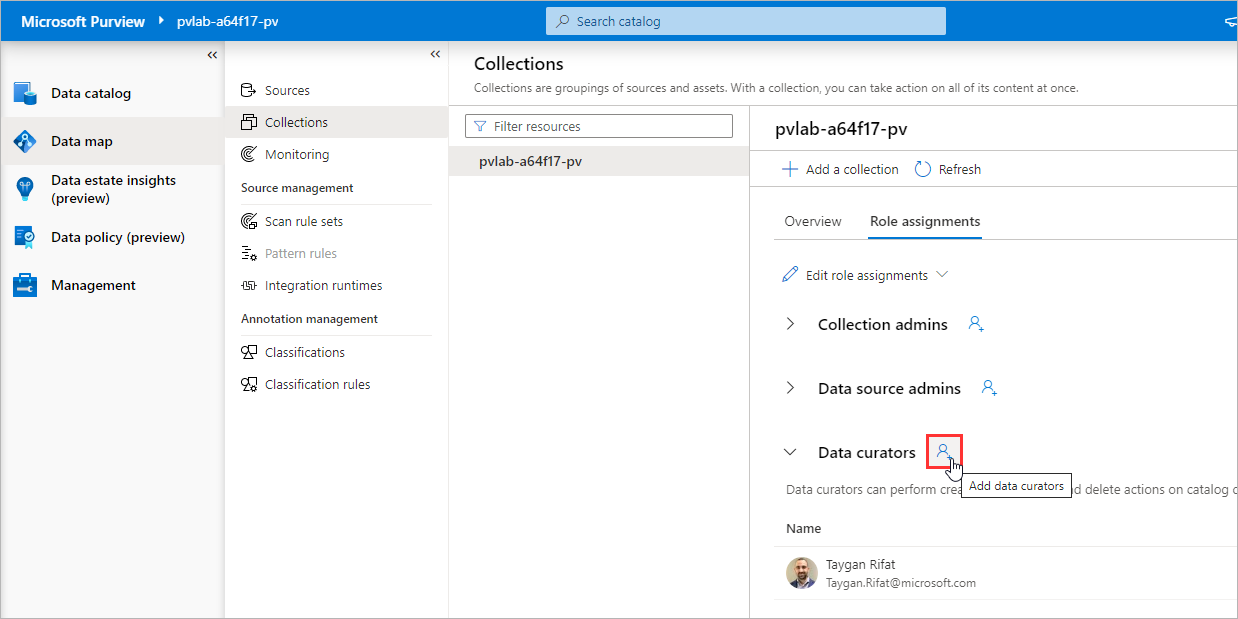 Microsoft Purview pvlab-a64f17-pv
Search catalog
Data catalog
Data map
Data estate insights
(preview)
Data policy (preview)
Management
Sources
Collections
Monitoring
Source management
Scan rule sets
Pattern rules
Integration runtimes
Annotation management
Classifications
Classification rules
Collections
Collections are groupings of sources and assets. With a collection, you can take action on all of its content at once.
Filter resources
pvlab-a64f17-pv
pvlab-a64f17-pv
Add a collection Refresh
Overview Role assignments
Edit role assignments
Collection admins
Data source admins
Data curators
Add data curators
Data curators can perform delete actions on catalog
Name
Taygan Rifat
Taygan.Rifat@microsoft.com